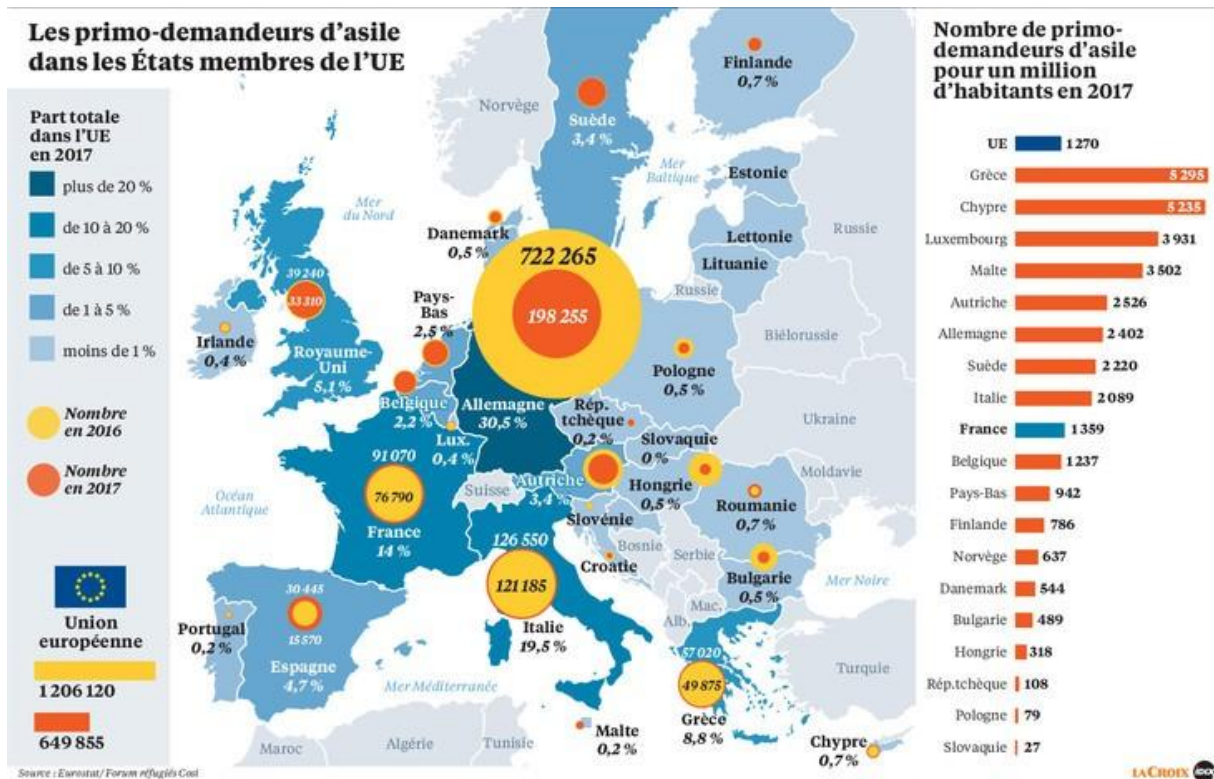 Les primo-demandeurs d'asile
dans les États membres de l'UE
Part totale
dans l'UE
en 2017
plus de 20 %
de 10 à 20 %
de 5 à 10 %
de 1 à 5 %
moins de 1 %
Nombre
en 2016
Nombre
en 2017
Union
européenne
1 206 120
649 855
Norvège
Finlande
0,7 %
Suède
3,4 %
Mer
Baltique
Estonie
Lettonie
Lituanie
Russie
Russie
Biélorussie
Ukraine
Moldavie
Mer
du Nord
Danemark
0,5 %
722 265
198 255
39 240
33 310
Irlande
0,4 %
Royaume-
Uni
5,1 %
Pays-
Bas
2,5 %
Belgique
2,2 %
Allemagne
30,5 %
Lux.
0,4 %
Pologne
0,5 %
Rép.
tchèque
0,2 %
Slovaquie
0 %
Océan
Atlantique
91 070
76 790
France
14 %
Suisse
Autriche
3,4 %
Hongrie
0,5 %
Roumanie
0,7 %
Slovénie
Croatie
Bosnie
Serbie
Mac.
Alb.
Bulgarie
0,5 %
Mer Noire
126 550
121 185
Italie
19,5 %
30 445
15 570
Espagne
4,7 %
Portugal
0,2 %
Mer Méditerranée
57 020
49 875
Grèce
8,8 %
Turquie
Malte
0,2 %
Chypre
0,7 %
Maroc
Algérie
Tunisie
Source : Eurostat/ Forum réfugiés Cosi
Nombre de primo-
demandeurs d'asile
pour un million
d'habitants en 2017
UE 1 270
Grèce 5 295
Chypre 5 235
Luxembourg 3 931
Malte 3 502
Autriche 2 526
Allemagne 2 402
Suède 2 220
Italie 2 089
France 1 359
Belgique 1 237
Pays-Bas 942
Finlande 786
Norvège 637
Danemark 544
Bulgarie 489
Hongrie 318
Rép.tchèque 108
Pologne 79
Slovaquie 27
LA CROIX